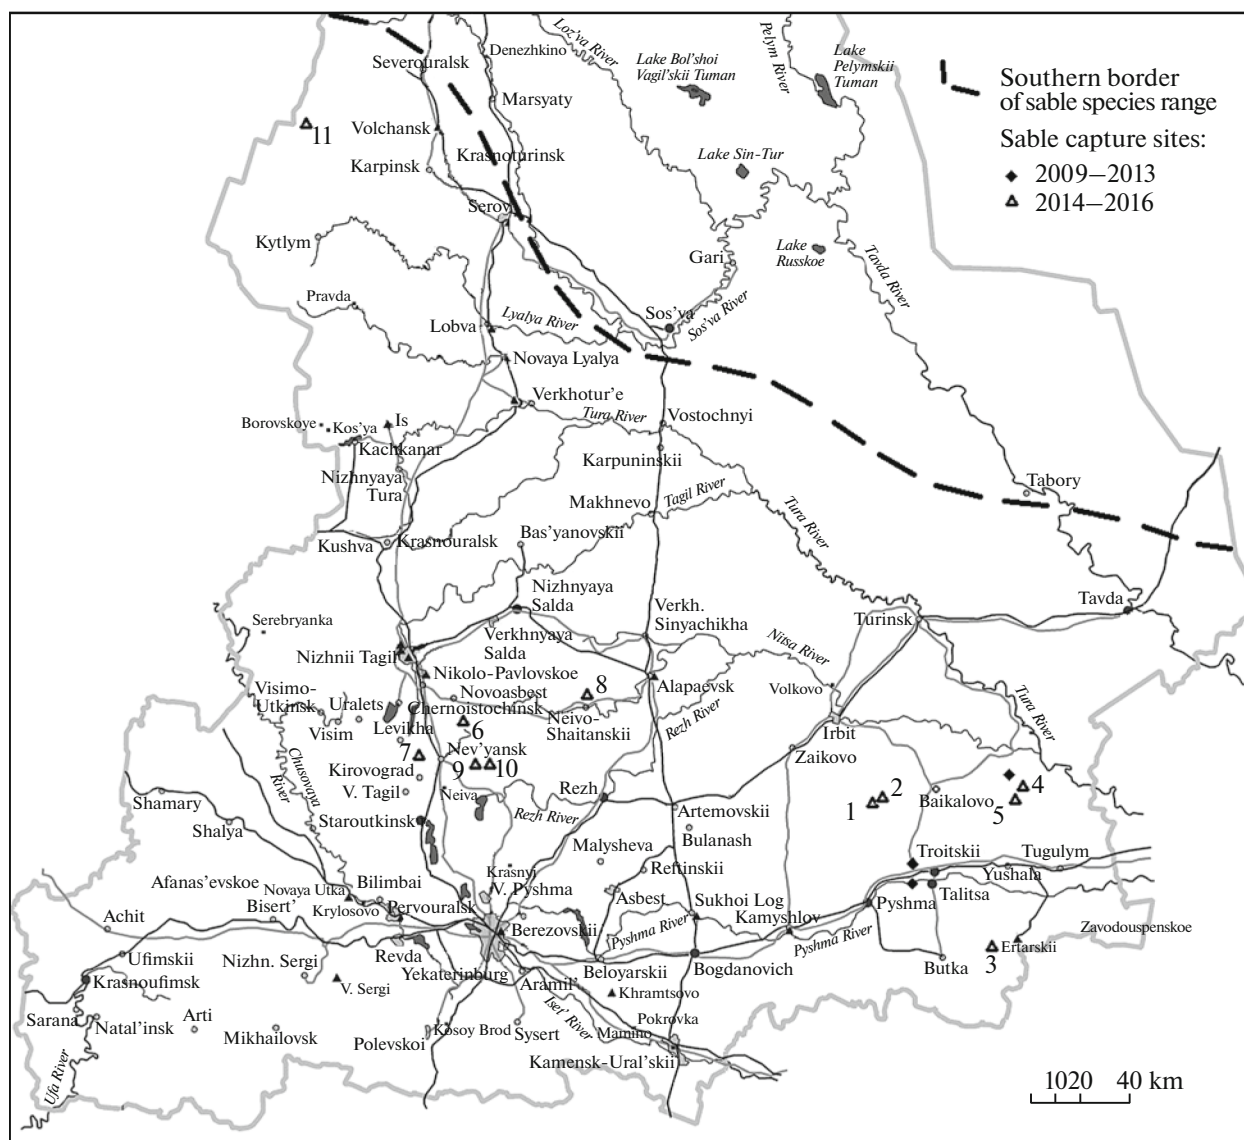 Loz'va River
Denezhkino
Severouralsk
Lake Bol'shoi
Vagil'skii Tuman
Pelym River
Lake
Pelymskii
Tuman
Southern border
of sable species range
Sable capture sites:
2009–2013
2014–2016
Marsyaty
11
Volchansk
Krasnoturinsk
Karpinsk
Lake Sin-Tur
Serov
Kytlym
Gari
Lake
Russkoe
Tavda River
Pravda
Lobva
Lyalya River
Sos'va
Sos'va River
Novaya Lyalya
Verkhotur'e
Tura River
Vostochnyi
Borovskoye
Kos'ya
Is
Kachkanar
Karpuninskii
Nizhnyaya
Tura
Makhnevo
Tagil River
Tura River
Tabory
Kushva
Krasnouralsk
Bas'yanovskii
Nizhnyaya
Salda
Verkh.
Sinyachikha
Turinsk
Tavda
Serebryanka
Verkhnyaya
Salda
Nitsa River
Nizhnii Tagil
Nikolo-Pavlovskoe
Alapaevsk
Volkovo
Visimo-
Utkinsk
Uralets
Visim
Novoasbest
Chernoistochinsk
8
Neivo-
Shaitanskii
Rezh River
Tura River
Levikha
6
Irbit
7
Nev'yansk
9
10
Zaikovo
Chusovaya
River
Kirovograd
V. Tagil
Neiva
Rezh
Rezh River
Artemovskii
1
2
Baikalovo
4
5
Shamary
Shalya
Staroutkinsk
Bulanash
Malysheva
Reftinskii
Troitskii
Tugulym
Yushala
Krasnyi
V. Pyshma
Afanas'evskoe
Novaya Utka
Bilimbai
Bisert'
Krylosovo
Pervouralsk
Asbest
Sukhoi Log
Talitsa
Pyshma
Achit
Berezovskii
Pyshma River
Kamyshlov
Pyshma River
Zavodouspenskoe
Ertarskii
3
Ufimskii
Nizhn. Sergi
Revda
Yekaterinburg
Beloyarskii
Bogdanovich
Butka
Krasnoufimsk
V. Sergi
Aramil'
Khramtsovo
Iset' River
Sarana
Natal'insk
Arti
Mikhailovsk
Kosoy Brod
Polevskoi
Sysert
Pokrovka
Mamino
Kamensk-Ural'skii
Ufa River
10 20 40 km